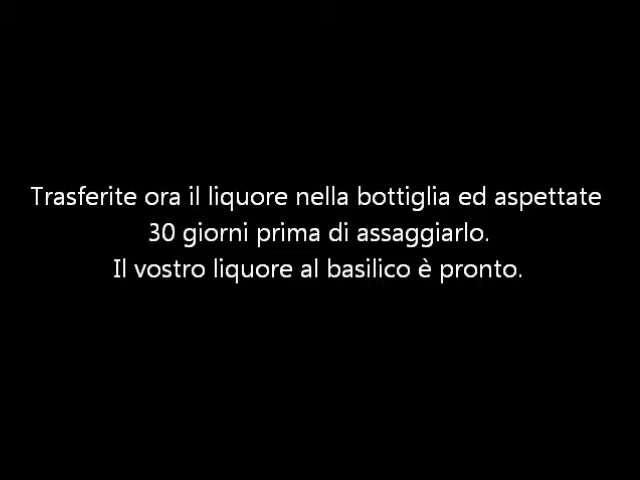 Trasferite ora il liquore nella bottiglia ed aspettate
30 giorni prima di assaggiarlo.
Il vostro liquore al basilico è pronto.